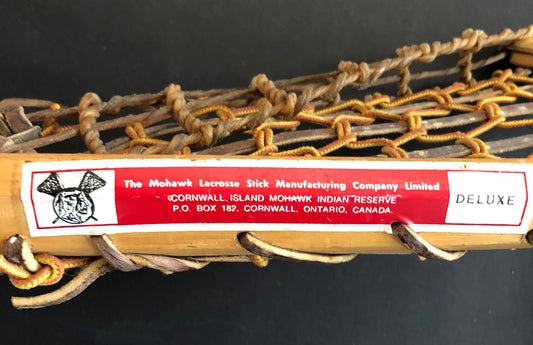 The Mohawk Lacrosse Stick Manufacturing Company Limited
CORNWALL ISLAND MOHAWK INDIAN RESERVE
P.O. BOX 182, CORNWALL, ONTARIO, CANADA.
DELUXE